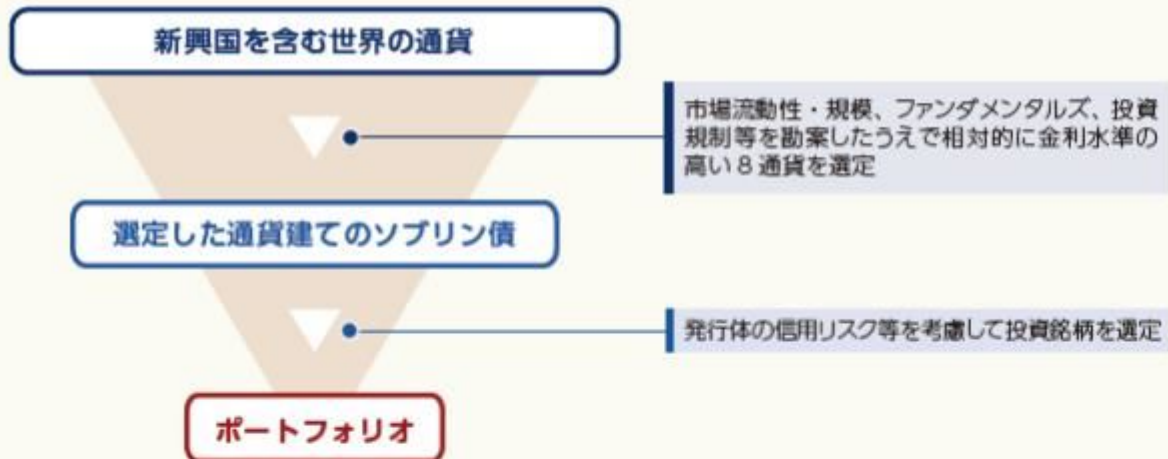 新興国を含む世界の通貨
市場流動性・規模、ファンダメンタルズ、投資
規制等を勘案したうえで相対的に金利水準の
高い8通貨を選定
選定した通貨建てのソブリン債
発行体の信用リスク等を考慮して投資銘柄を選定
ポートフォリオ